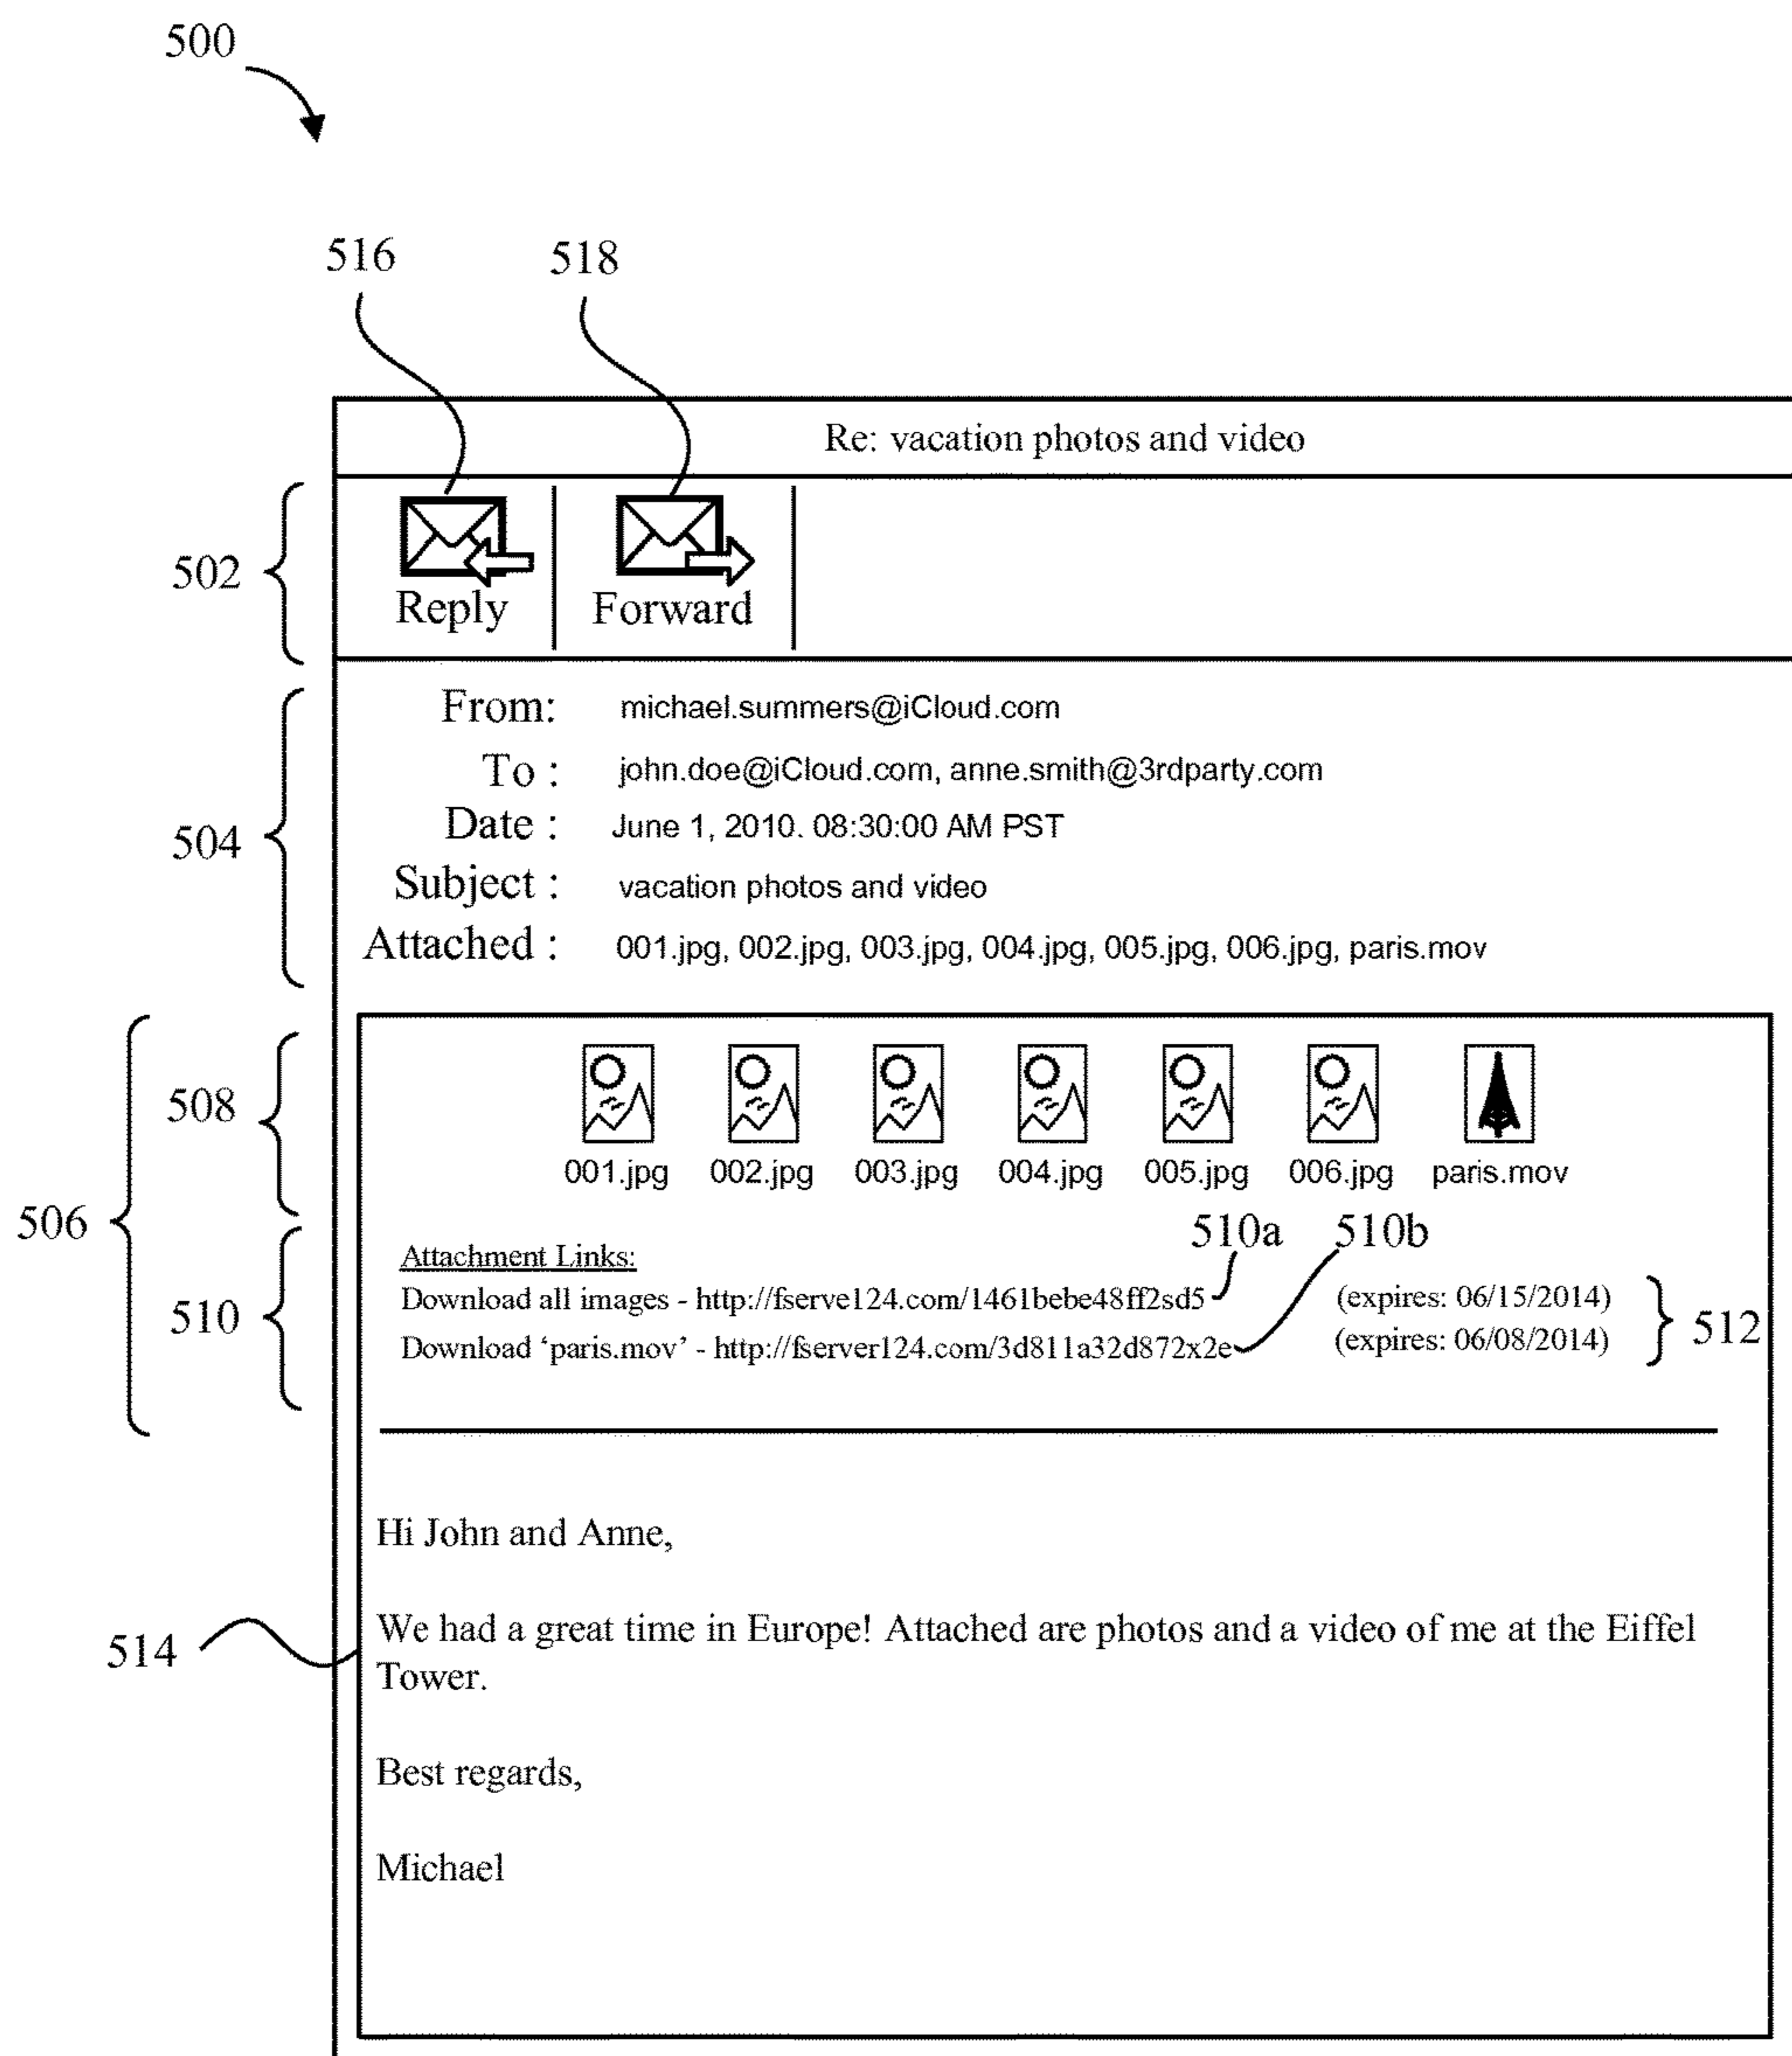 500
516 518
Re: vacation photos and video
502
Reply Forward
504
From: michael.summers@iCloud.com
To : john.doe@iCloud.com, anne.smith@3rdparty.com
Date : June 1, 2010. 08:30:00 AM PST
Subject : vacation photos and video
Attached : 001.jpg, 002.jpg, 003.jpg, 004.jpg, 005.jpg, 006.jpg, paris.mov
506
508
001.jpg 002.jpg 003.jpg 004.jpg 005.jpg 006.jpg paris.mov
510a 510b
510
Attachment Links:
Download all images - http://fserve124.com/1461bebe48ff2sd5 (expires: 06/15/2014)
Download ‘paris.mov’ - http://fserver124.com/3d811a32d872x2e (expires: 06/08/2014)
512
Hi John and Anne,
514
We had a great time in Europe! Attached are photos and a video of me at the Eiffel
Tower.
Best regards,
Michael